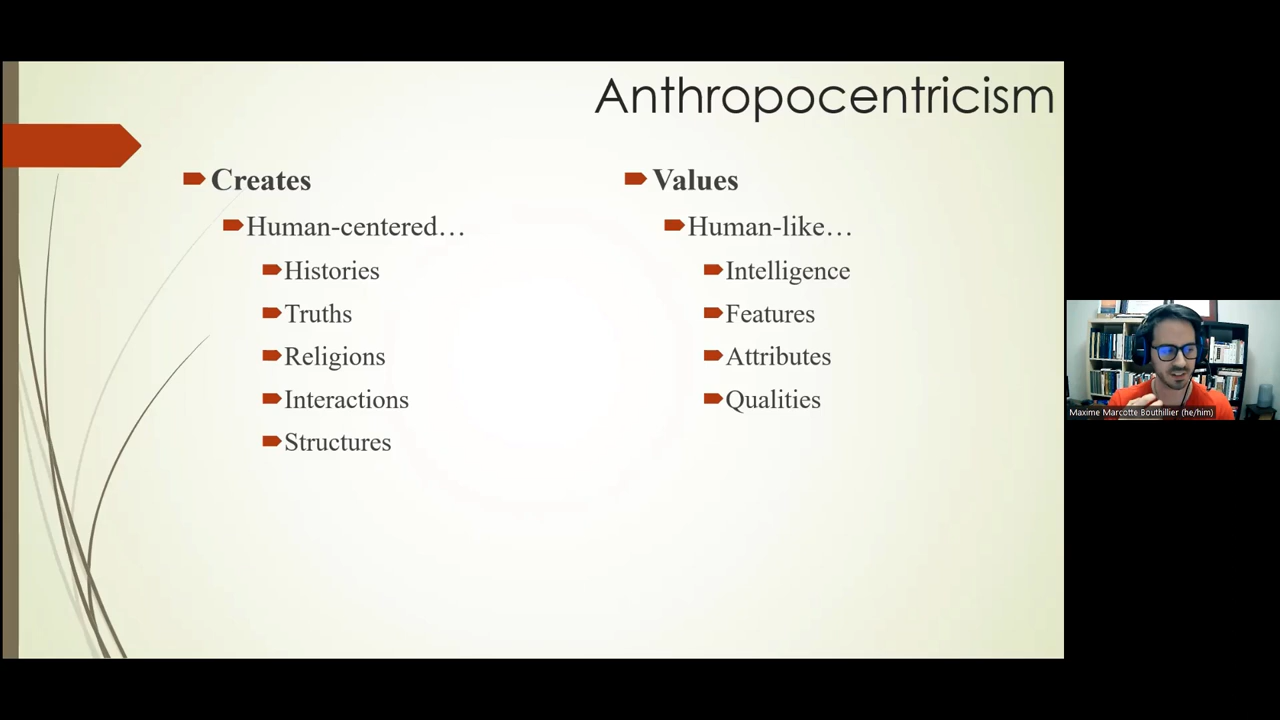 Anthropocentricism
Creates
Human-centered…
Histories
Truths
Religions
Interactions
Structures
Values
Human-like…
Intelligence
Features
Attributes
Qualities
Maxime Marcotte Bouthillier (he/him)